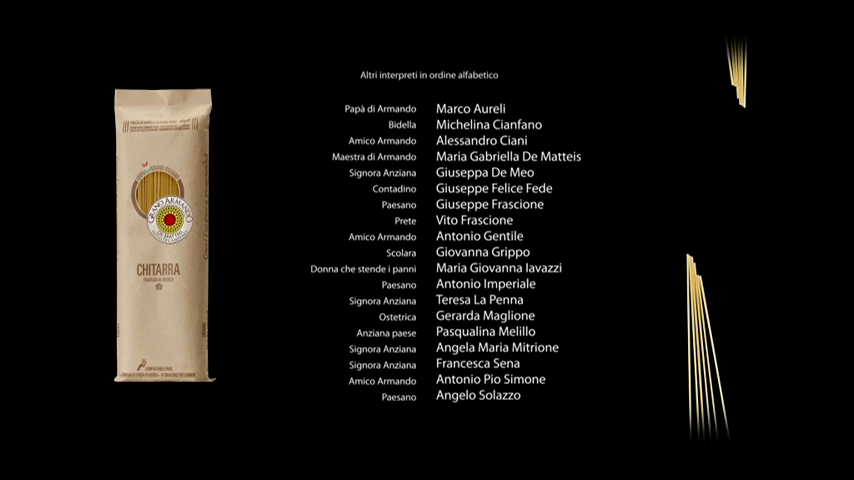 Altri interpreti in ordine alfabetico
Papà di Armando Marco Aureli
Bidella Michelina Cianfano
Amico Armando Alessandro Ciani
Maestra di Armando Maria Gabriella De Matteis
Signora Anziana Giuseppa De Meo
Contadino Giuseppe Felice Fede
Paesano Giuseppe Frascione
Prete Vito Frascione
Amico Armando Antonio Gentile
Scolara Giovanna Grippo
Donna che stende i panni Maria Giovanna Iavazzi
Paesano Antonio Imperiale
Signora Anziana Teresa La Penna
Ostetrica Gerarda Maglione
Anziana paese Pasqualina Melillo
Signora Anziana Angela Maria Mitrione
Signora Anziana Francesca Sena
Amico Armando Antonio Pio Simone
Paesano Angelo Solazzo
GRANO ARMANDO
DE MATTEIS
CHITARRA